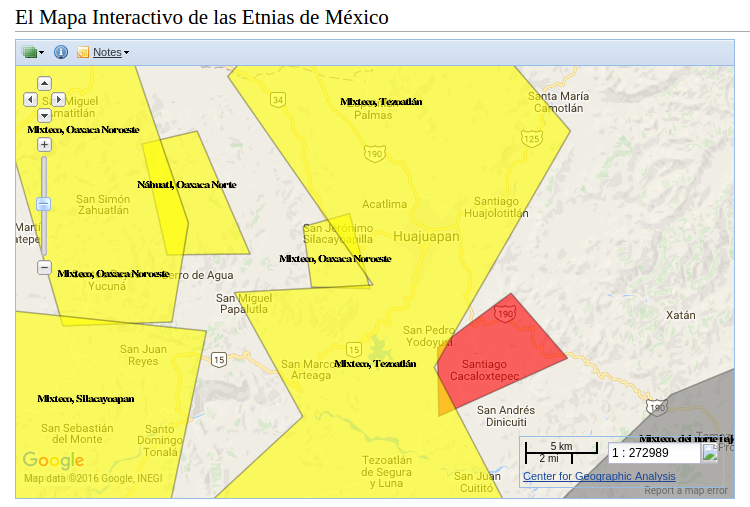 El Mapa Interactivo de las Etnias de México
Notes
34
Santa María
Camotlán
San Miguel
Amatitlán
Mixteco, Tezoatlán
Palmas
Mixteco, Oaxaca Noroeste
125
190
Náhuatl, Oaxaca Norte
San Simón
Zahuatlán
Acatlima
Santiago
Huajolotitlán
San Jerónimo
Silacayoapilla
Huajuapan
Mixteco, Oaxaca Noroeste
Mixteco, Oaxaca Noroeste
Yucuná
de Agua
San Miguel
Papalutla
190
Xatán
San Pedro
Yodoyuxi
San Juan
Reyes
15
15
San Marcos
Arteaga
Mixteco, Tezoatlán
Santiago
Cacaloxtepec
Mixteco, Silacayoapan
San Andrés
Dinicuiti
190
San Sebastián
del Monte
Santo
Domingo
Tonalá
Mixteco, del norte
5 km
2 mi
1 : 272989
Google
Tezoatlán
de Segura
y Luna
San Juan
Cuititó
Center for Geographic Analysis
Map data ©2016 Google, INEGI
Report a map error